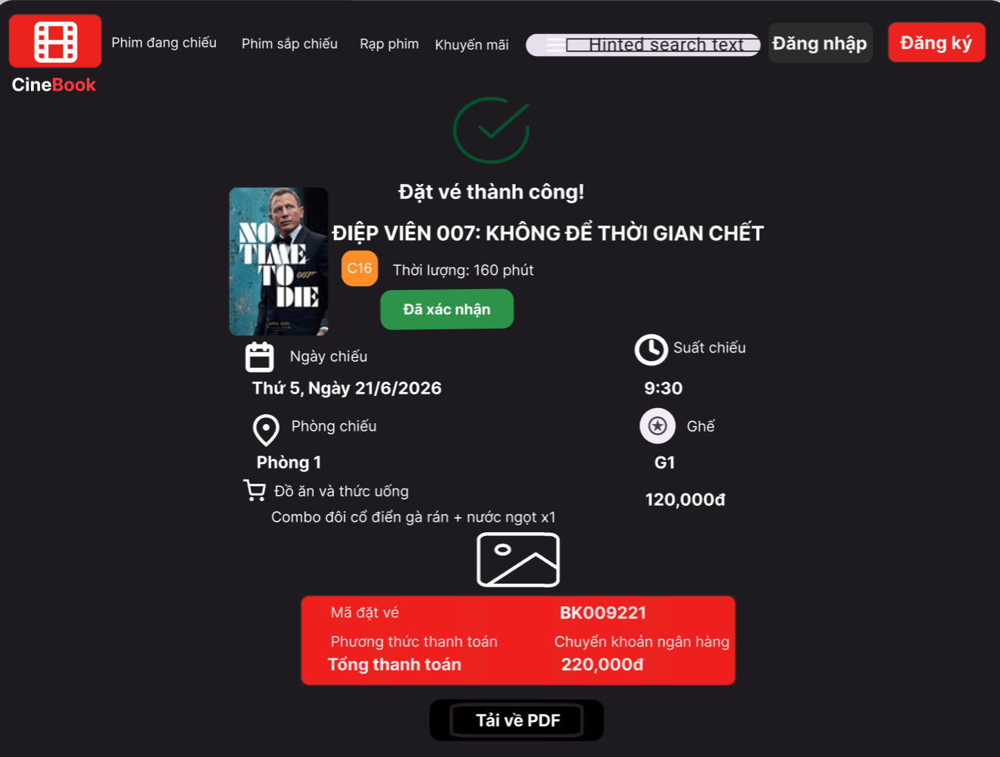 Phim đang chiếu
Phim sắp chiếu
Rạp phim
Khuyến mãi
Hinted search text
Đăng nhập
Đăng ký
CineBook
Đặt vé thành công!
NO
TIME
TO
DIE
007
APRIL 2020
ĐIỆP VIÊN 007: KHÔNG ĐỂ THỜI GIAN CHẾT
C16
Thời lượng: 160 phút
Đã xác nhận
Ngày chiếu
Suất chiếu
Thứ 5, Ngày 21/6/2026
9:30
Phòng chiếu
Ghế
Phòng 1
G1
Đồ ăn và thức uống
120,000đ
Combo đôi cổ điển gà rán + nước ngọt x1
Mã đặt vé
BK009221
Phương thức thanh toán
Chuyển khoản ngân hàng
Tổng thanh toán
220,000đ
Tải về PDF